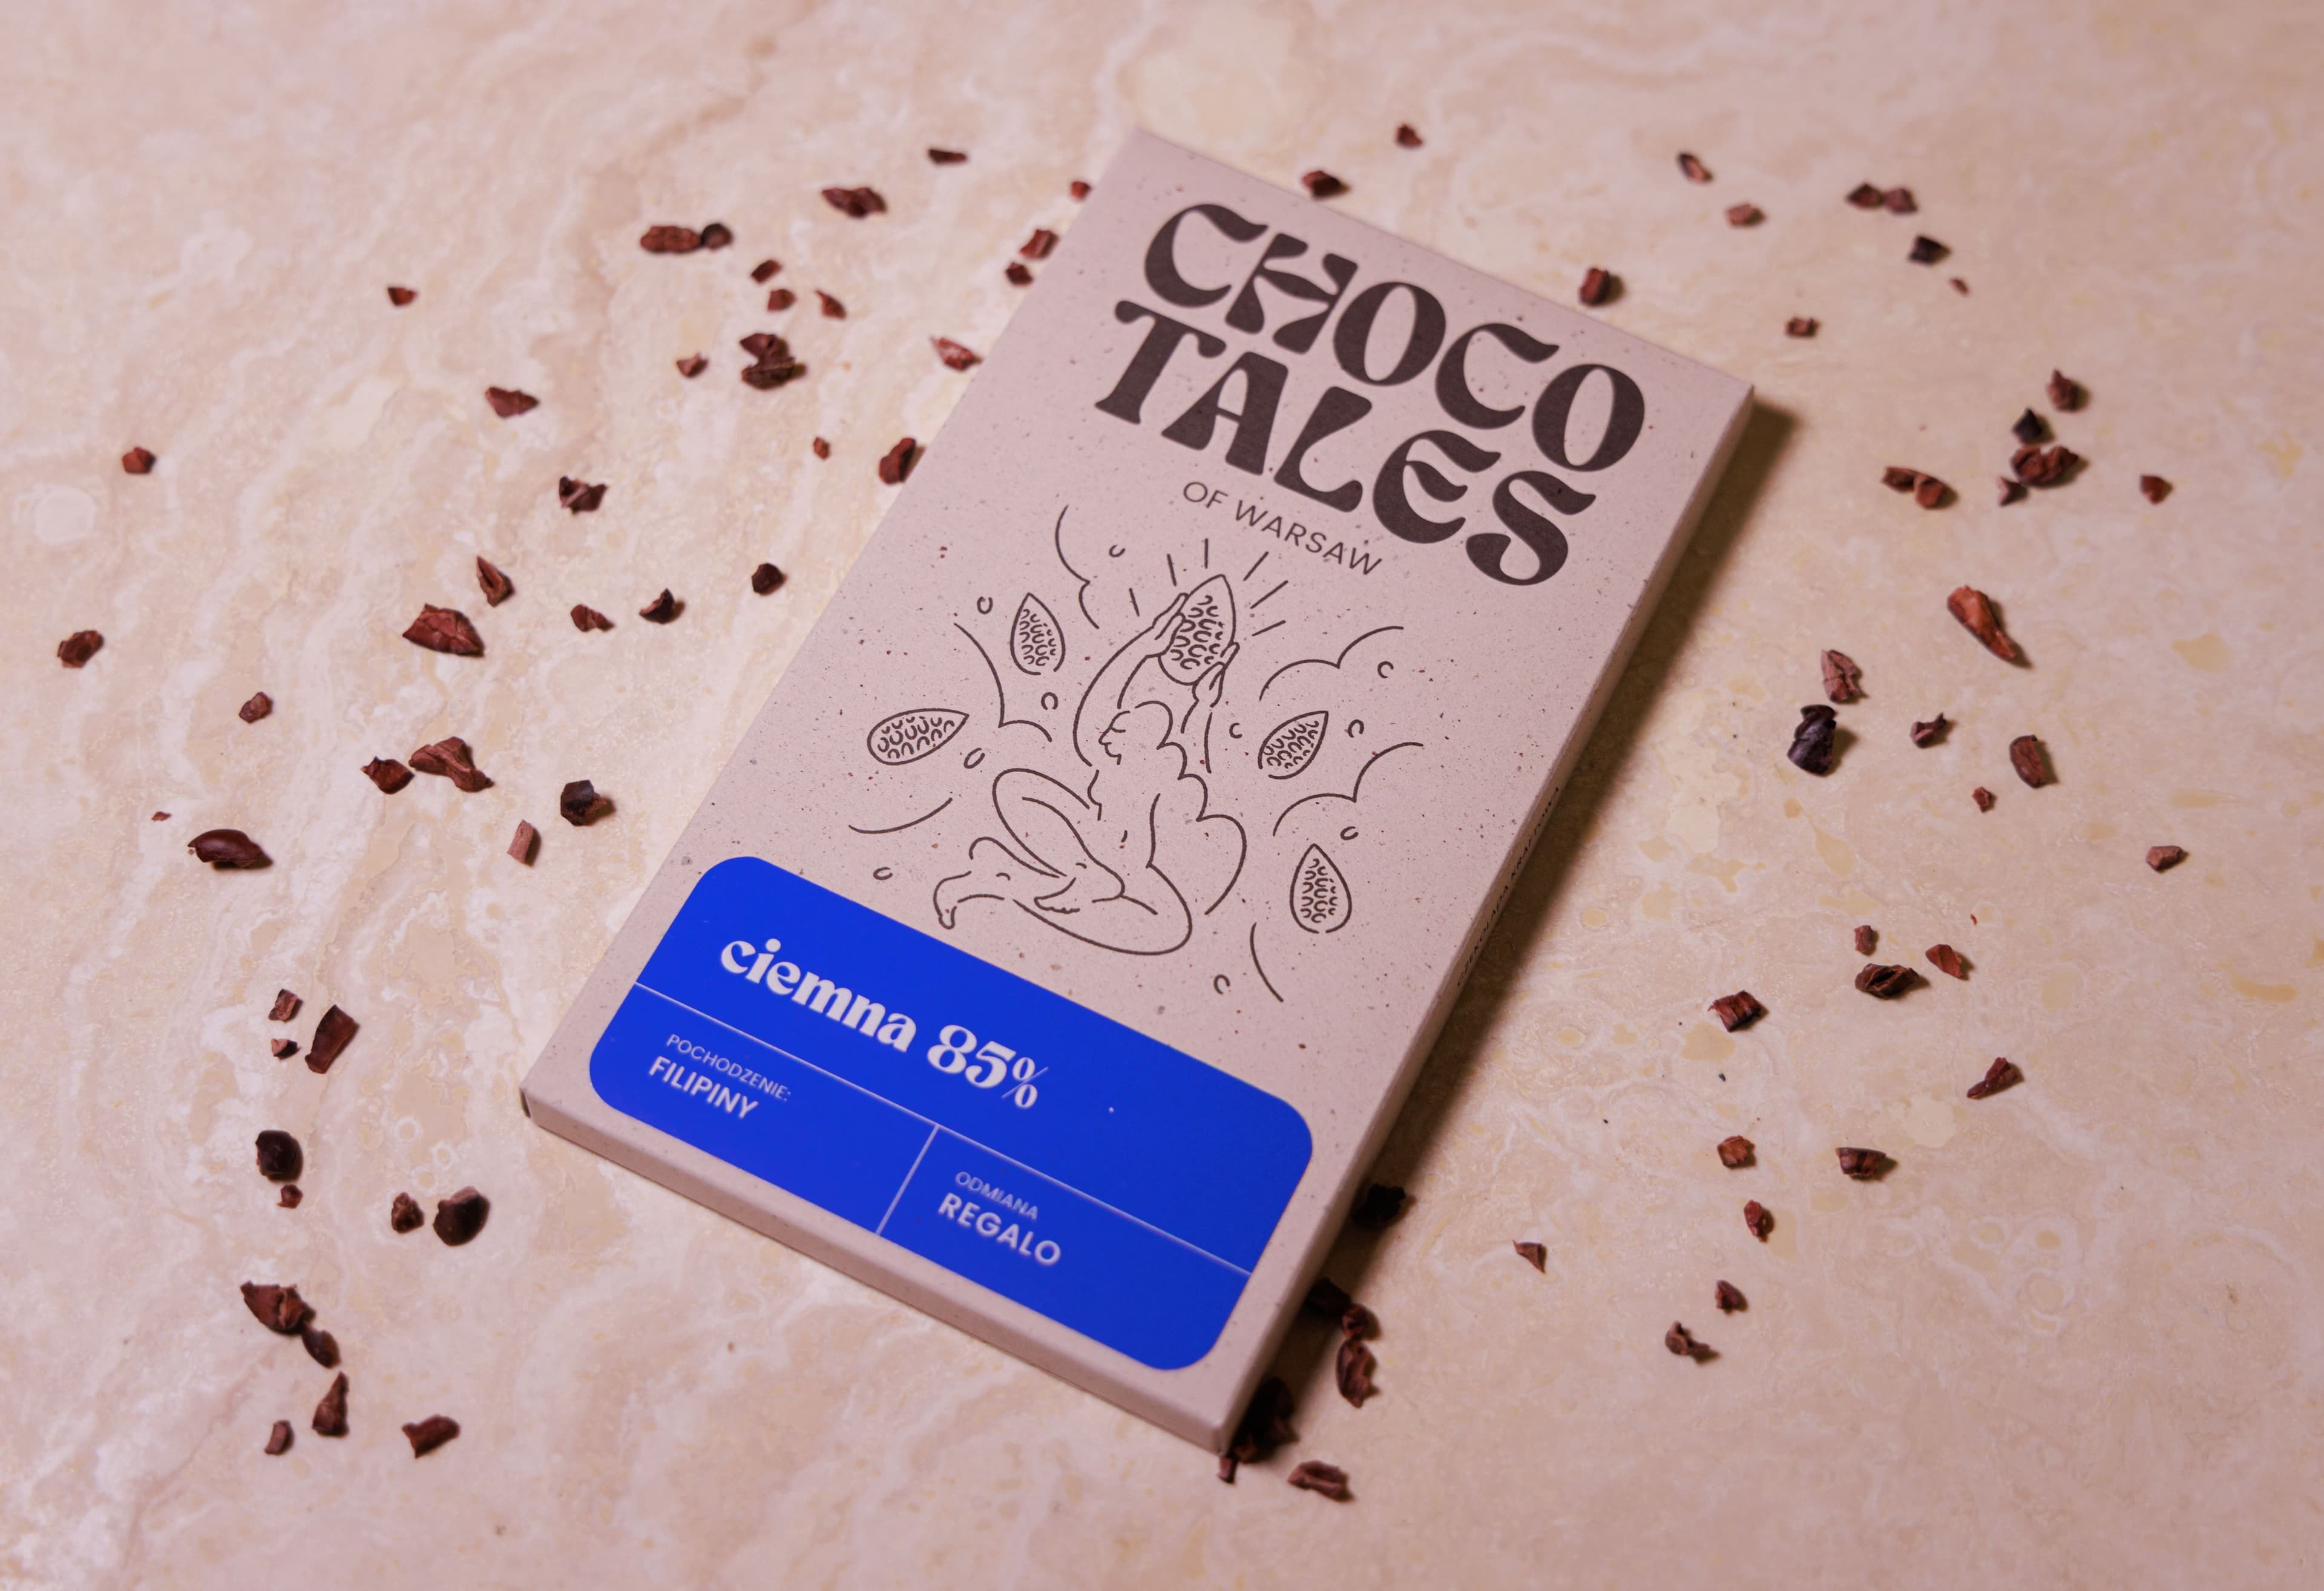 CHOCO
TALES
OF WARSAW
ciemna 85%
POCHODZENIE:
FILIPINY
ODMIANA
REGALO